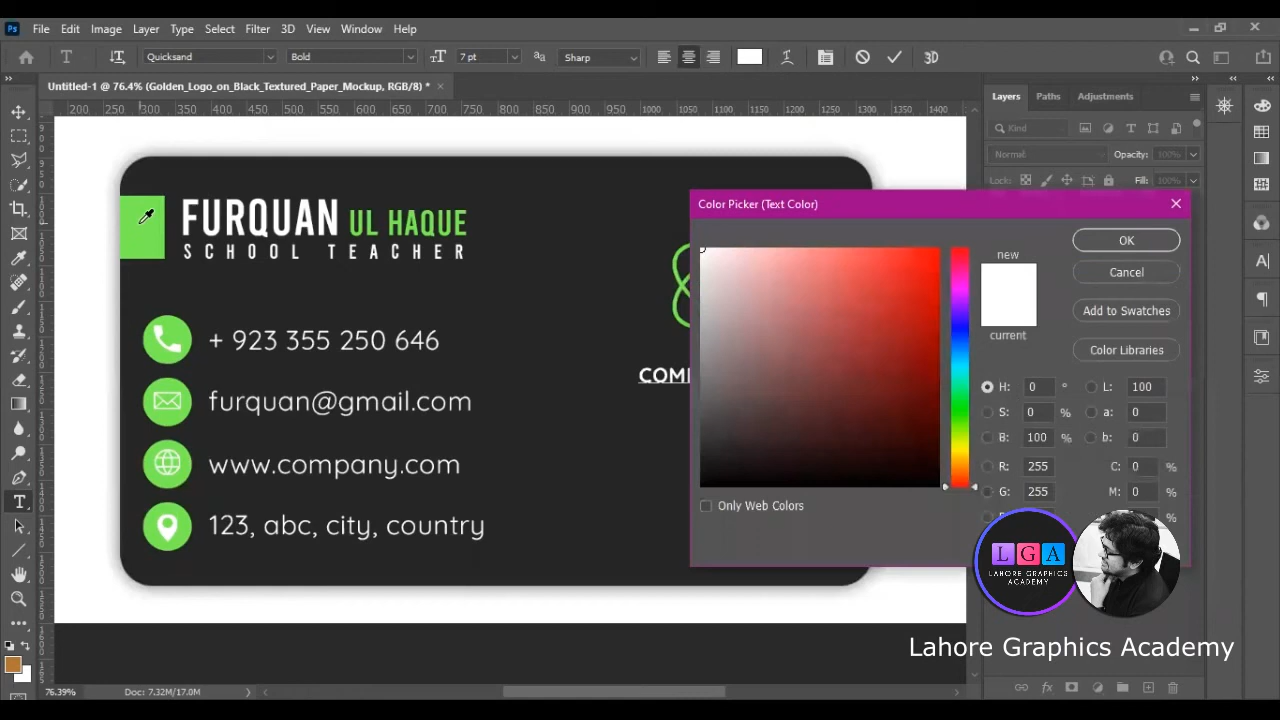 File Edit Image Layer Type Select Filter 3D View Window Help
Quicksand Bold 7 pt Sharp 3D
Untitled-1 @ 76.4% (Golden_Logo_on_Black_Textured_Paper_Mockup, RGB/8) *
200 250 300 350 400 450 500 550 600 650 700 750 800 850 900 950 1000 1050 1100 1150 1200 1250 1300 1350 1400
Layers Paths Adjustments
Kind
Normal Opacity: 100%
Lock: Fill: 100%
FURQUAN UL HAQUE
SCHOOL TEACHER
+ 923 355 250 646
furquan@gmail.com
www.company.com
123, abc, city, country
COM
Color Picker (Text Color)
OK
new
Cancel
Add to Swatches
current
Color Libraries
H: 0 ° L: 100
S: 0 % a: 0
B: 100 % b: 0
R: 255 C: 0 %
G: 255 M: 0 %
%
Only Web Colors
LGA
LAHORE GRAPHICS
ACADEMY
Lahore Graphics Academy
76.39% Doc: 7.32M/17.0M